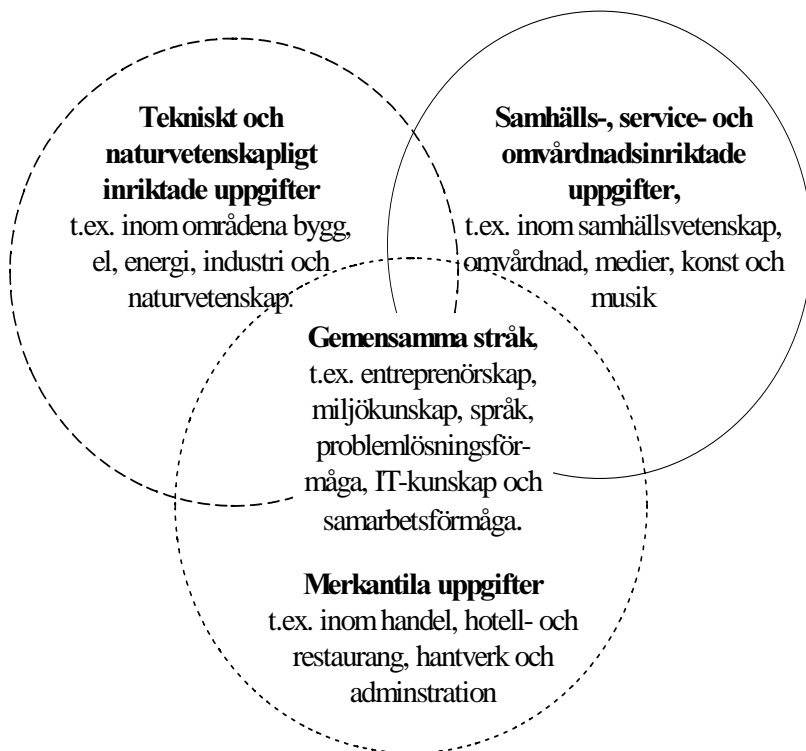 Tekniskt och
naturvetenskapligt
inriktade uppgifter
t.ex. inom områdena bygg,
el, energi, industri och
naturvetenskap.
Samhälls-, service- och
omvårdnadsinriktade
uppgifter,
t.ex. inom samhällsvetenskap,
omvårdnad, medier, konst och
musik
Gemensamma stråk,
t.ex. entreprenörskap,
miljökunskap, språk,
problemlösningsför-
måga, IT-kunskap och
samarbetsförmåga.
Merkantila uppgifter
t.ex. inom handel, hotell- och
restaurang, hantverk och
adminstration